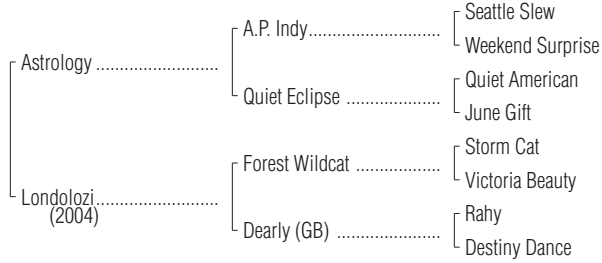 Seattle Slew
A.P. Indy
Weekend Surprise
Astrology
Quiet American
Quiet Eclipse
June Gift
Storm Cat
Forest Wildcat
Victoria Beauty
Londolozi
(2004)
Rahy
Dearly (GB)
Destiny Dance